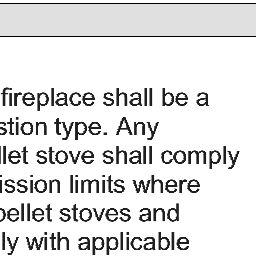 fireplace shall be a
stion type. Any
llet stove shall comply
ission limits where
pellet stoves and
ly with applicable